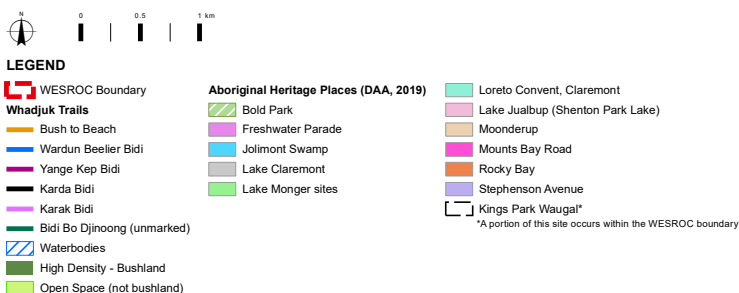 N
0 0.5 1 km
LEGEND
WESROC Boundary
Whadjuk Trails
Bush to Beach
Wardun Beelier Bidi
Yange Kep Bidi
Karda Bidi
Karak Bidi
Bidi Bo Djinoong (unmarked)
Waterbodies
High Density - Bushland
Open Space (not bushland)
Aboriginal Heritage Places (DAA, 2019)
Bold Park
Freshwater Parade
Jolimont Swamp
Lake Claremont
Lake Monger sites
Loreto Convent, Claremont
Lake Jualbup (Shenton Park Lake)
Moonderup
Mounts Bay Road
Rocky Bay
Stephenson Avenue
Kings Park Waugal*
*A portion of this site occurs within the WESROC boundary